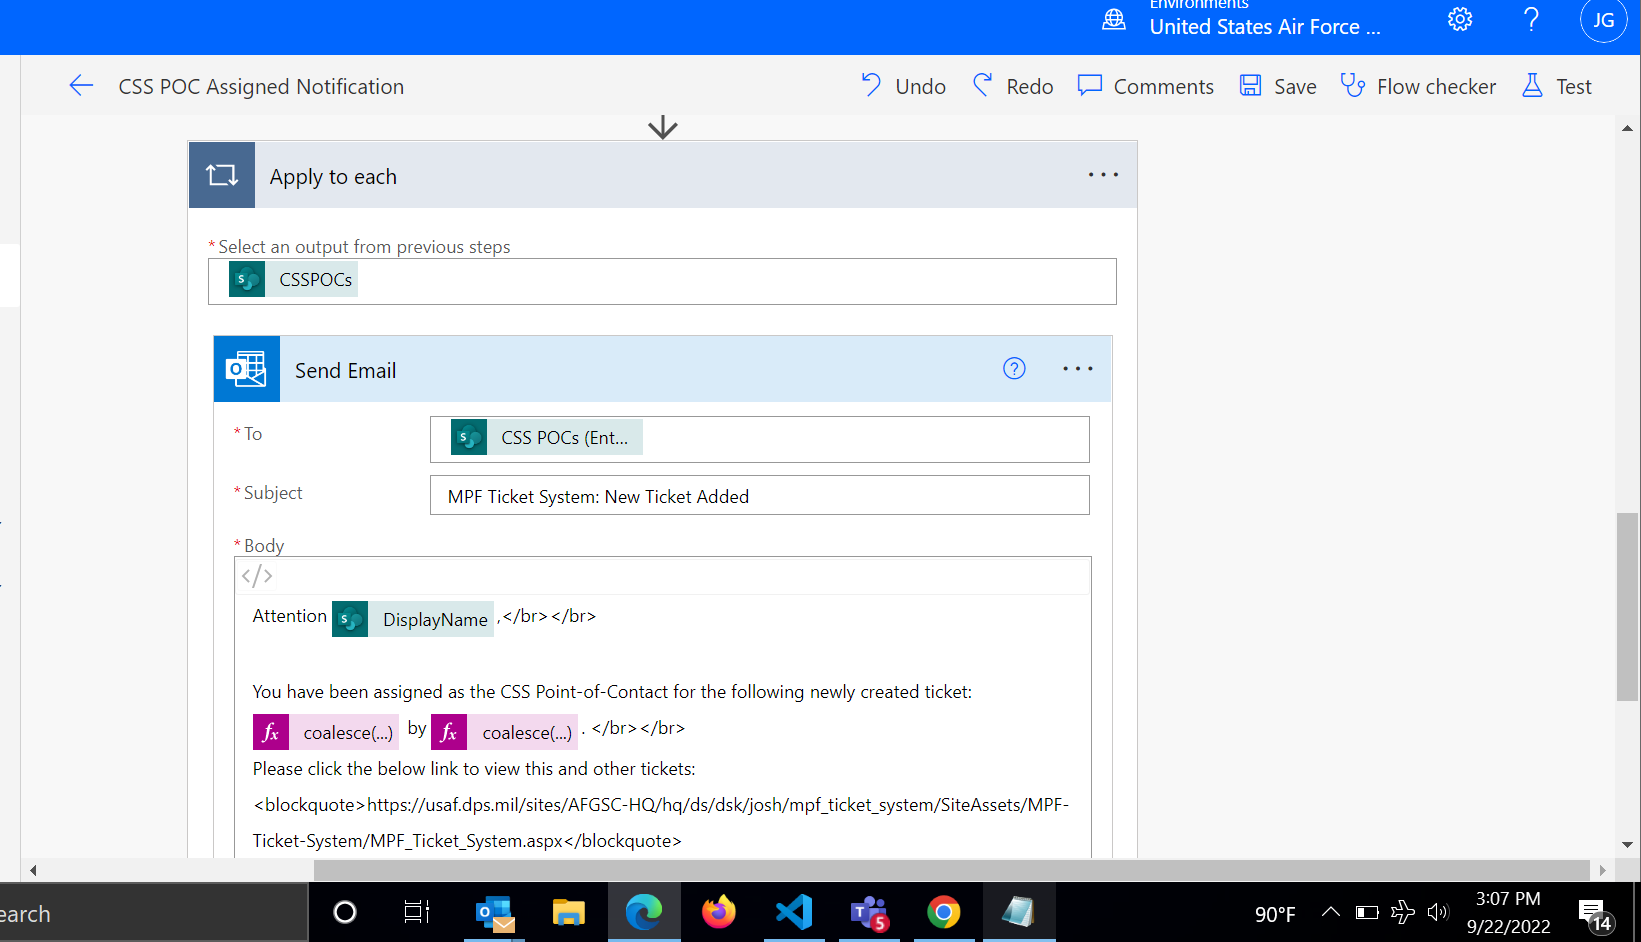 Environments
United States Air Force ...
JG
CSS POC Assigned Notification
Undo
Redo
Comments
Save
Flow checker
Test
Apply to each
...
* Select an output from previous steps
CSSPOCs
Send Email
?
...
* To
CSS POCs (Ent...
* Subject
MPF Ticket System: New Ticket Added
* Body
</>
Attention DisplayName ,</br></br>
You have been assigned as the CSS Point-of-Contact for the following newly created ticket:
fx coalesce(...) by fx coalesce(...) . </br></br>
Please click the below link to view this and other tickets:
<blockquote>https://usaf.dps.mil/sites/AFGSC-HQ/hq/ds/dsk/josh/mpf_ticket_system/SiteAssets/MPF-
Ticket-System/MPF_Ticket_System.aspx</blockquote>
earch
5
90°F
3:07 PM
9/22/2022
14